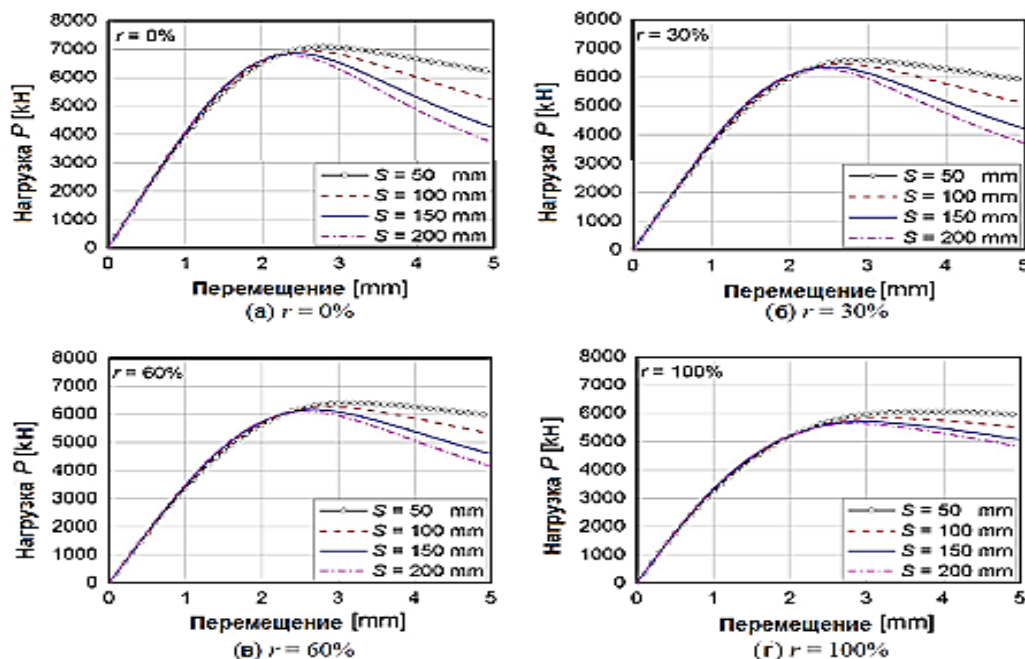 r = 0%
Нагрузка P [kH]
8000
7000
6000
5000
4000
3000
2000
1000
0
S = 50 mm
S = 100 mm
S = 150 mm
S = 200 mm
0 1 2 3 4 5
Перемещение [mm]
(а) r = 0%
r = 30%
Нагрузка P [kH]
8000
7000
6000
5000
4000
3000
2000
1000
0
S = 50 mm
S = 100 mm
S = 150 mm
S = 200 mm
0 1 2 3 4 5
Перемещение [mm]
(б) r = 30%
r = 60%
Нагрузка P [kH]
8000
7000
6000
5000
4000
3000
2000
1000
0
S = 50 mm
S = 100 mm
S = 150 mm
S = 200 mm
0 1 2 3 4 5
Перемещение [mm]
(в) r = 60%
r = 100%
Нагрузка P [kH]
8000
7000
6000
5000
4000
3000
2000
1000
0
S = 50 mm
S = 100 mm
S = 150 mm
S = 200 mm
0 1 2 3 4 5
Перемещение [mm]
(г) r = 100%